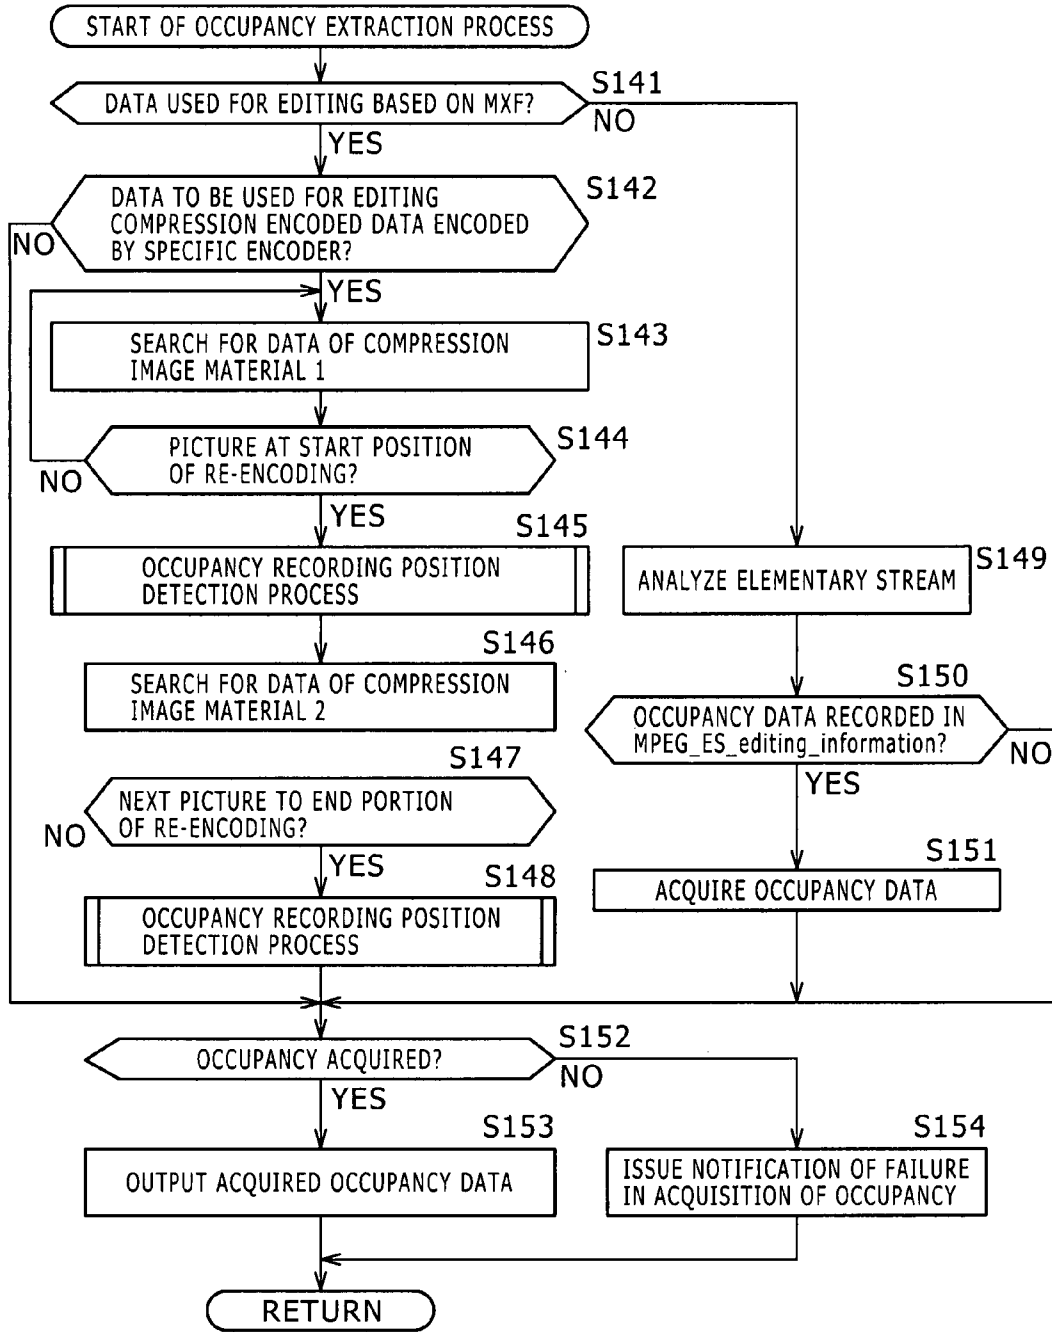 START OF OCCUPANCY EXTRACTION PROCESS
S141
DATA USED FOR EDITING BASED ON MXF?
NO
YES
S142
DATA TO BE USED FOR EDITING
COMPRESSION ENCODED DATA ENCODED
BY SPECIFIC ENCODER?
NO
YES
S143
SEARCH FOR DATA OF COMPRESSION
IMAGE MATERIAL 1
S144
PICTURE AT START POSITION
OF RE-ENCODING?
NO
YES
S145
OCCUPANCY RECORDING POSITION
DETECTION PROCESS
S146
SEARCH FOR DATA OF COMPRESSION
IMAGE MATERIAL 2
S147
NEXT PICTURE TO END PORTION
OF RE-ENCODING?
NO
YES
S148
OCCUPANCY RECORDING POSITION
DETECTION PROCESS
S149
ANALYZE ELEMENTARY STREAM
S150
OCCUPANCY DATA RECORDED IN
MPEG_ES_editing_information?
NO
YES
S151
ACQUIRE OCCUPANCY DATA
S152
OCCUPANCY ACQUIRED?
NO
YES
S153
OUTPUT ACQUIRED OCCUPANCY DATA
S154
ISSUE NOTIFICATION OF FAILURE
IN ACQUISITION OF OCCUPANCY
RETURN